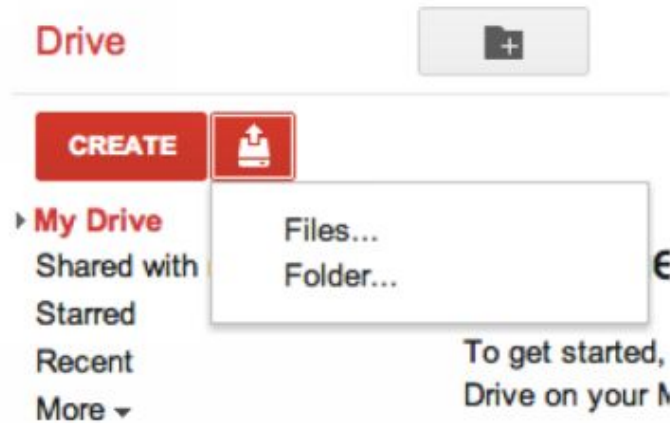 Drive
CREATE
My Drive
Files...
Shared with
Folder...
Starred
Recent
To get started,
More
Drive on your